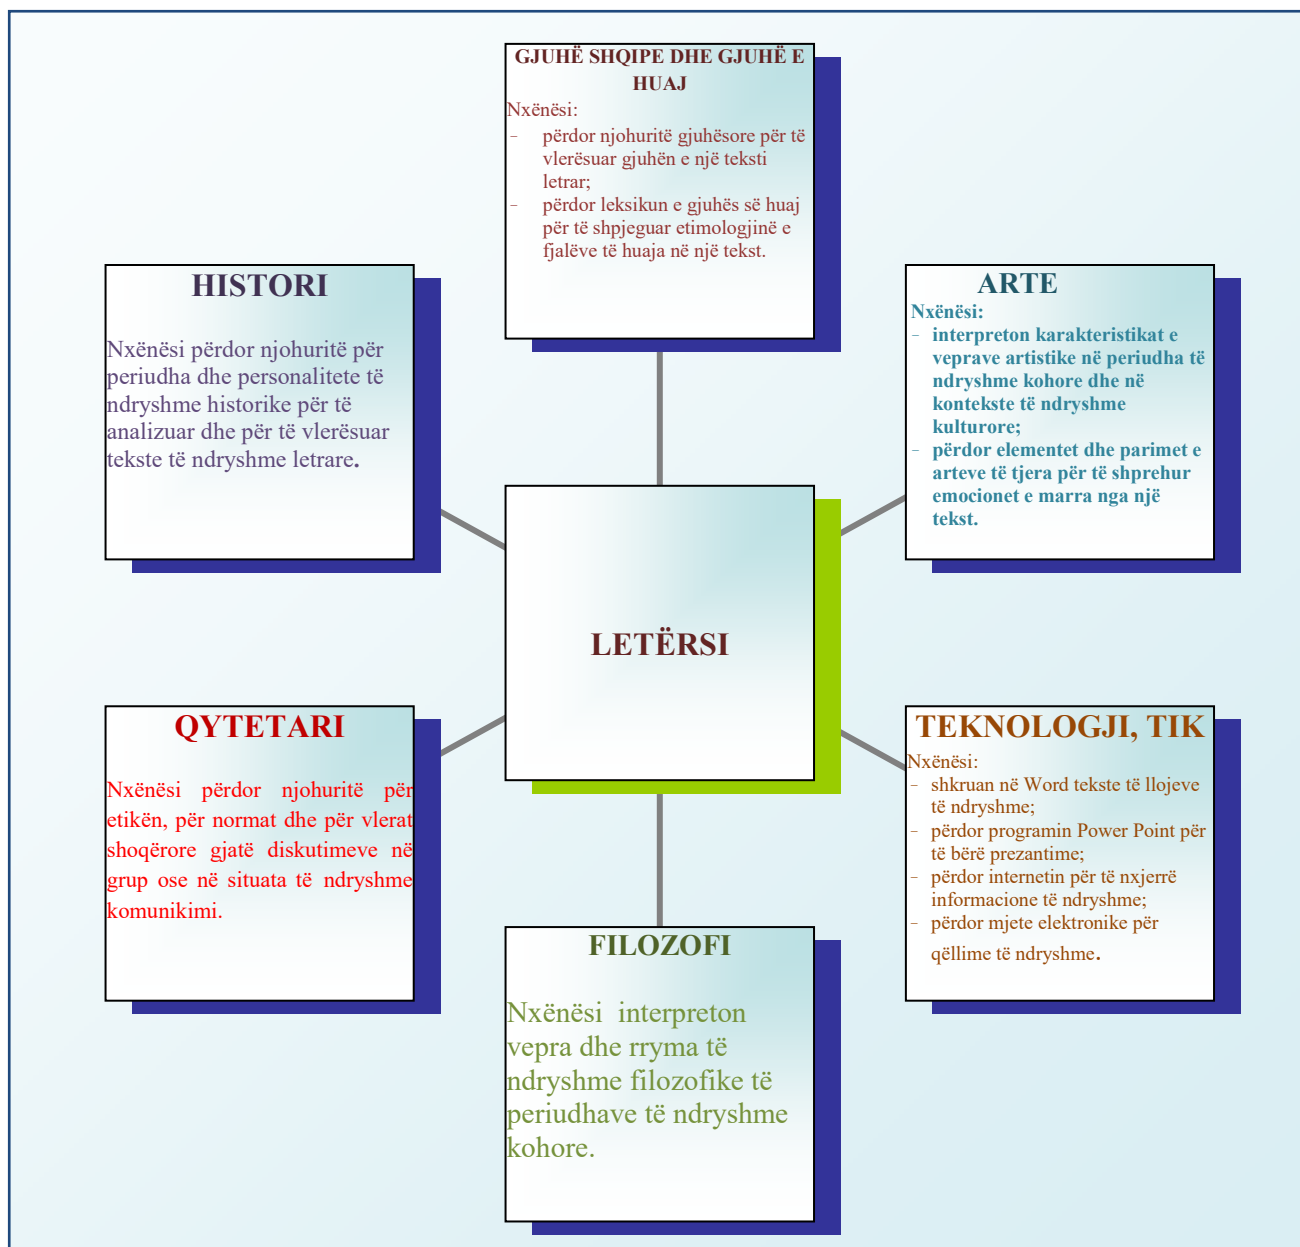 GJUHË SHQIPE DHE GJUHË E
HUAJ
Nxënësi:
- përdor njohuritë gjuhësore për të
vlerësuar gjuhën e një teksti
letrar;
- përdor leksikun e gjuhës së huaj
për të shpjeguar etimologjinë e
fjalëve të huaja në një tekst.
HISTORI
Nxënësi përdor njohuritë për
periudha dhe personalitete të
ndryshme historike për të
analizuar dhe për të vlerësuar
tekste të ndryshme letrare.
ARTE
Nxënësi:
- interpreton karakteristikat e
veprave artistike në periudha të
ndryshme kohore dhe në
kontekste të ndryshme
kulturore;
- përdor elementet dhe parimet e
arteve të tjera për të shprehur
emocionet e marra nga një
tekst.
LETËRSI
QYTETARI
Nxënësi përdor njohuritë për
etikën, për normat dhe për vlerat
shoqërore gjatë diskutimeve në
grup ose në situata të ndryshme
komunikimi.
TEKNOLOGJI, TIK
Nxënësi:
- shkruan në Word tekste të llojeve
të ndryshme;
- përdor programin Power Point për
të bërë prezantime;
- përdor internetin për të nxjerrë
informacione të ndryshme;
- përdor mjete elektronike për
qëllime të ndryshme.
FILOZOFI
Nxënësi interpreton
vepra dhe rryma të
ndryshme filozofike të
periudhave të ndryshme
kohore.